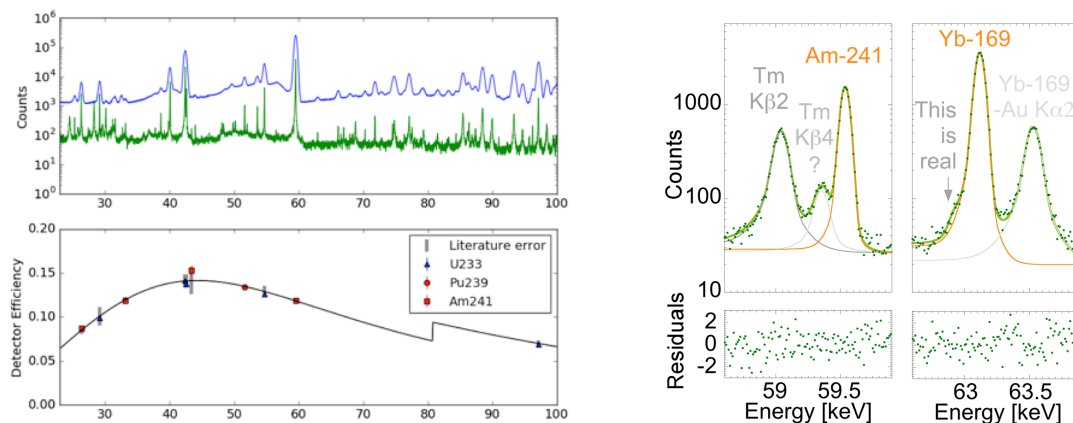 10⁶
10⁵
10⁴
10³
10²
10¹
10⁰
Counts
30 40 50 60 70 80 90 100
0.20
0.15
0.10
0.05
0.00
Detector Efficiency
Literature error
U233
Pu239
Am241
30 40 50 60 70 80 90 100
Counts
1000
100
10
Tm
Kβ2
Tm
Kβ4
?
Am-241
Yb-169
This
is
real
Yb-169
-Au Kα2
Residuals
2
0
-2
59 59.5
Energy [keV]
63 63.5
Energy [keV]